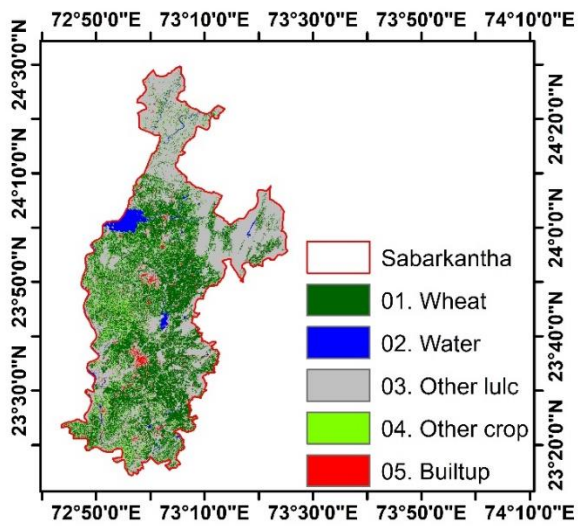 72°50'0"E 73°10'0"E 73°30'0"E 73°50'0"E 74°10'0"E
24°30'0"N
24°10'0"N
23°50'0"N
23°30'0"N
24°20'0"N
24°0'0"N
23°40'0"N
23°20'0"N
Sabarkantha
01. Wheat
02. Water
03. Other lulc
04. Other crop
05. Builtup
72°50'0"E 73°10'0"E 73°30'0"E 73°50'0"E 74°10'0"E